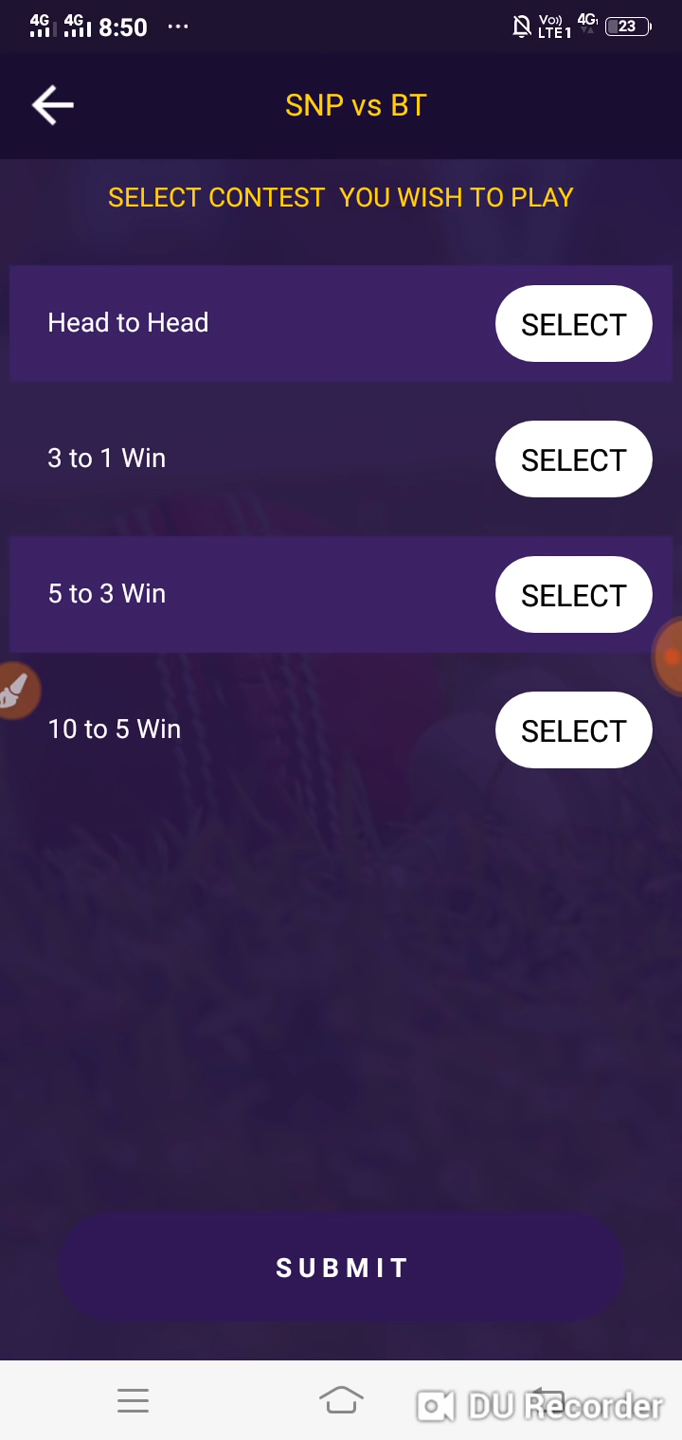 4G 4G 8:50 ...
Vo)) LTE1 4G 23
SNP vs BT
SELECT CONTEST YOU WISH TO PLAY
Head to Head SELECT
3 to 1 Win SELECT
5 to 3 Win SELECT
10 to 5 Win SELECT
SUBMIT
DU Recorder